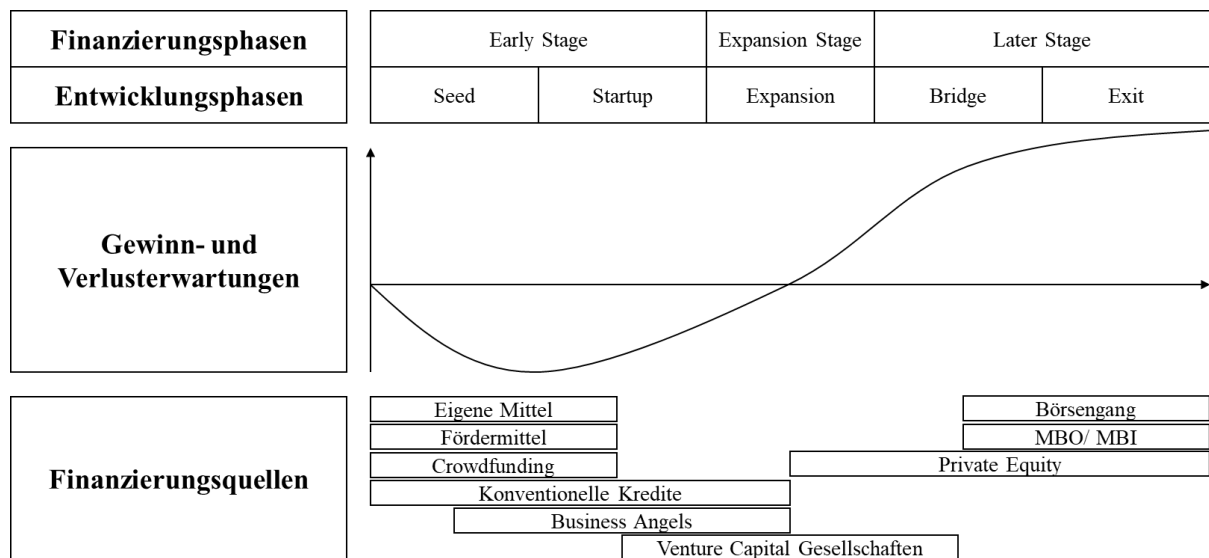 Finanzierungsphasen
Early Stage
Expansion Stage
Later Stage
Entwicklungsphasen
Seed
Startup
Expansion
Bridge
Exit
Gewinn- und
Verlusterwartungen
Finanzierungsquellen
Eigene Mittel
Börsengang
Fördermittel
MBO/ MBI
Crowdfunding
Private Equity
Konventionelle Kredite
Business Angels
Venture Capital Gesellschaften